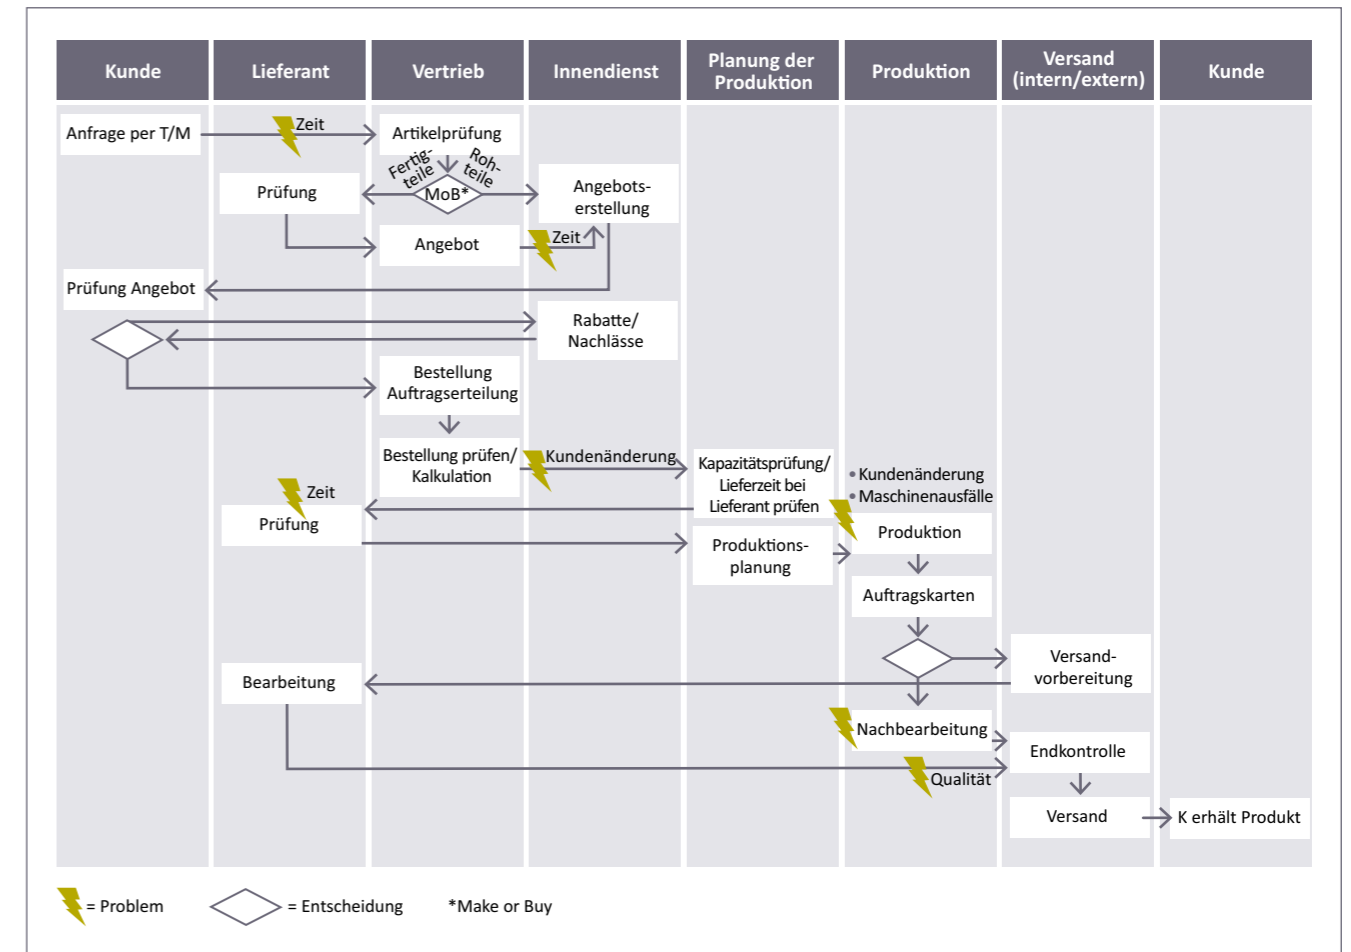 Kunde
Lieferant
Vertrieb
Innendienst
Planung der
Produktion
Produktion
Versand
(intern/extern)
Kunde
Anfrage per T/M
Zeit
Artikelprüfung
Fertig-
teile
Roh-
teile
Prüfung
MoB*
Angebots-
erstellung
Angebot
Zeit
Prüfung Angebot
Rabatte/
Nachlässe
Bestellung
Auftragserteilung
Bestellung prüfen/
Kalkulation
Kundenänderung
Kapazitätsprüfung/
Lieferzeit bei
Lieferant prüfen
• Kundenänderung
• Maschinenausfälle
Zeit
Prüfung
Produktion
Produktions-
planung
Auftragskarten
Versand-
vorbereitung
Bearbeitung
Nachbearbeitung
Endkontrolle
Qualität
Versand
K erhält Produkt
= Problem
= Entscheidung
*Make or Buy